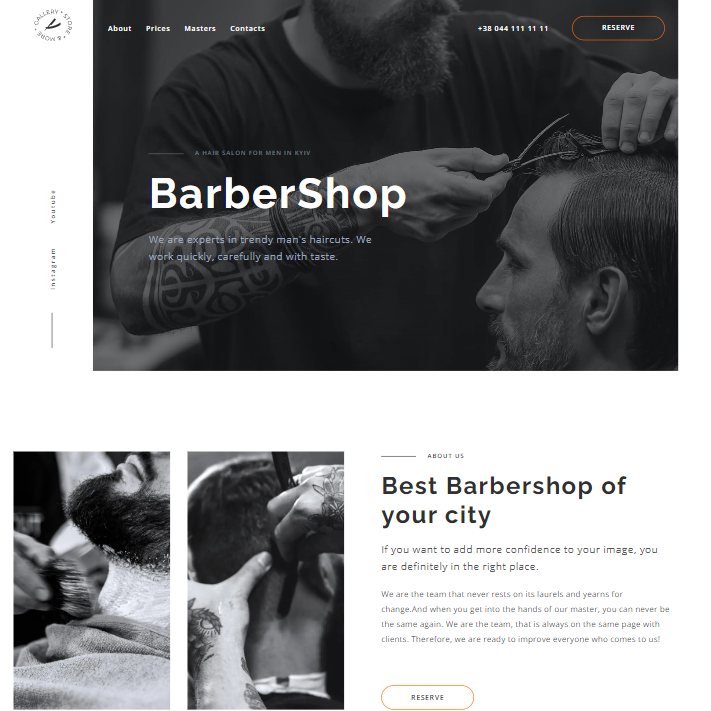 GALLERY • STORE & MORE •
About Prices Masters Contacts
+38 044 111 11 11
RESERVE
A HAIR SALON FOR MEN IN KYIV
BarberShop
We are experts in trendy man's haircuts. We
work quickly, carefully and with taste.
Youtube
Instagram
ABOUT US
Best Barbershop of
your city
If you want to add more confidence to your image, you
are definitely in the right place.
We are the team that never rests on its laurels and yearns for
change.And when you get into the hands of our master, you can never be
the same again. We are the team, that is always on the same page with
clients. Therefore, we are ready to improve everyone who comes to us!
RESERVE